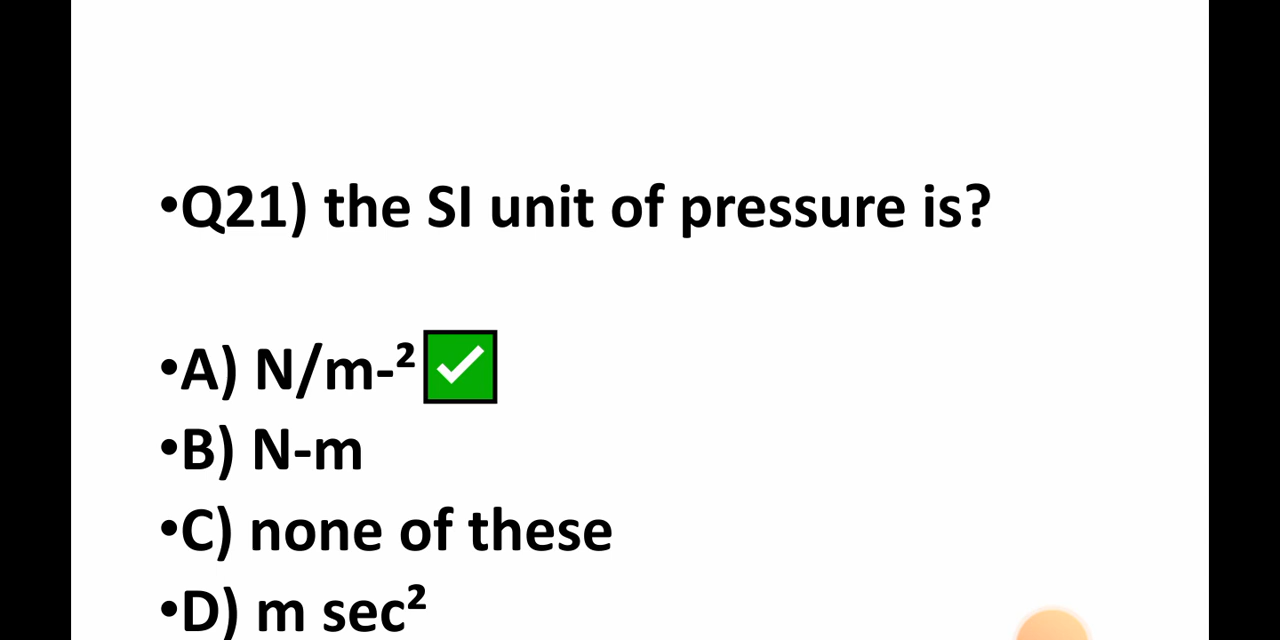 •Q21) the SI unit of pressure is?
•A) N/m-² ✅
•B) N-m
•C) none of these
•D) m sec²